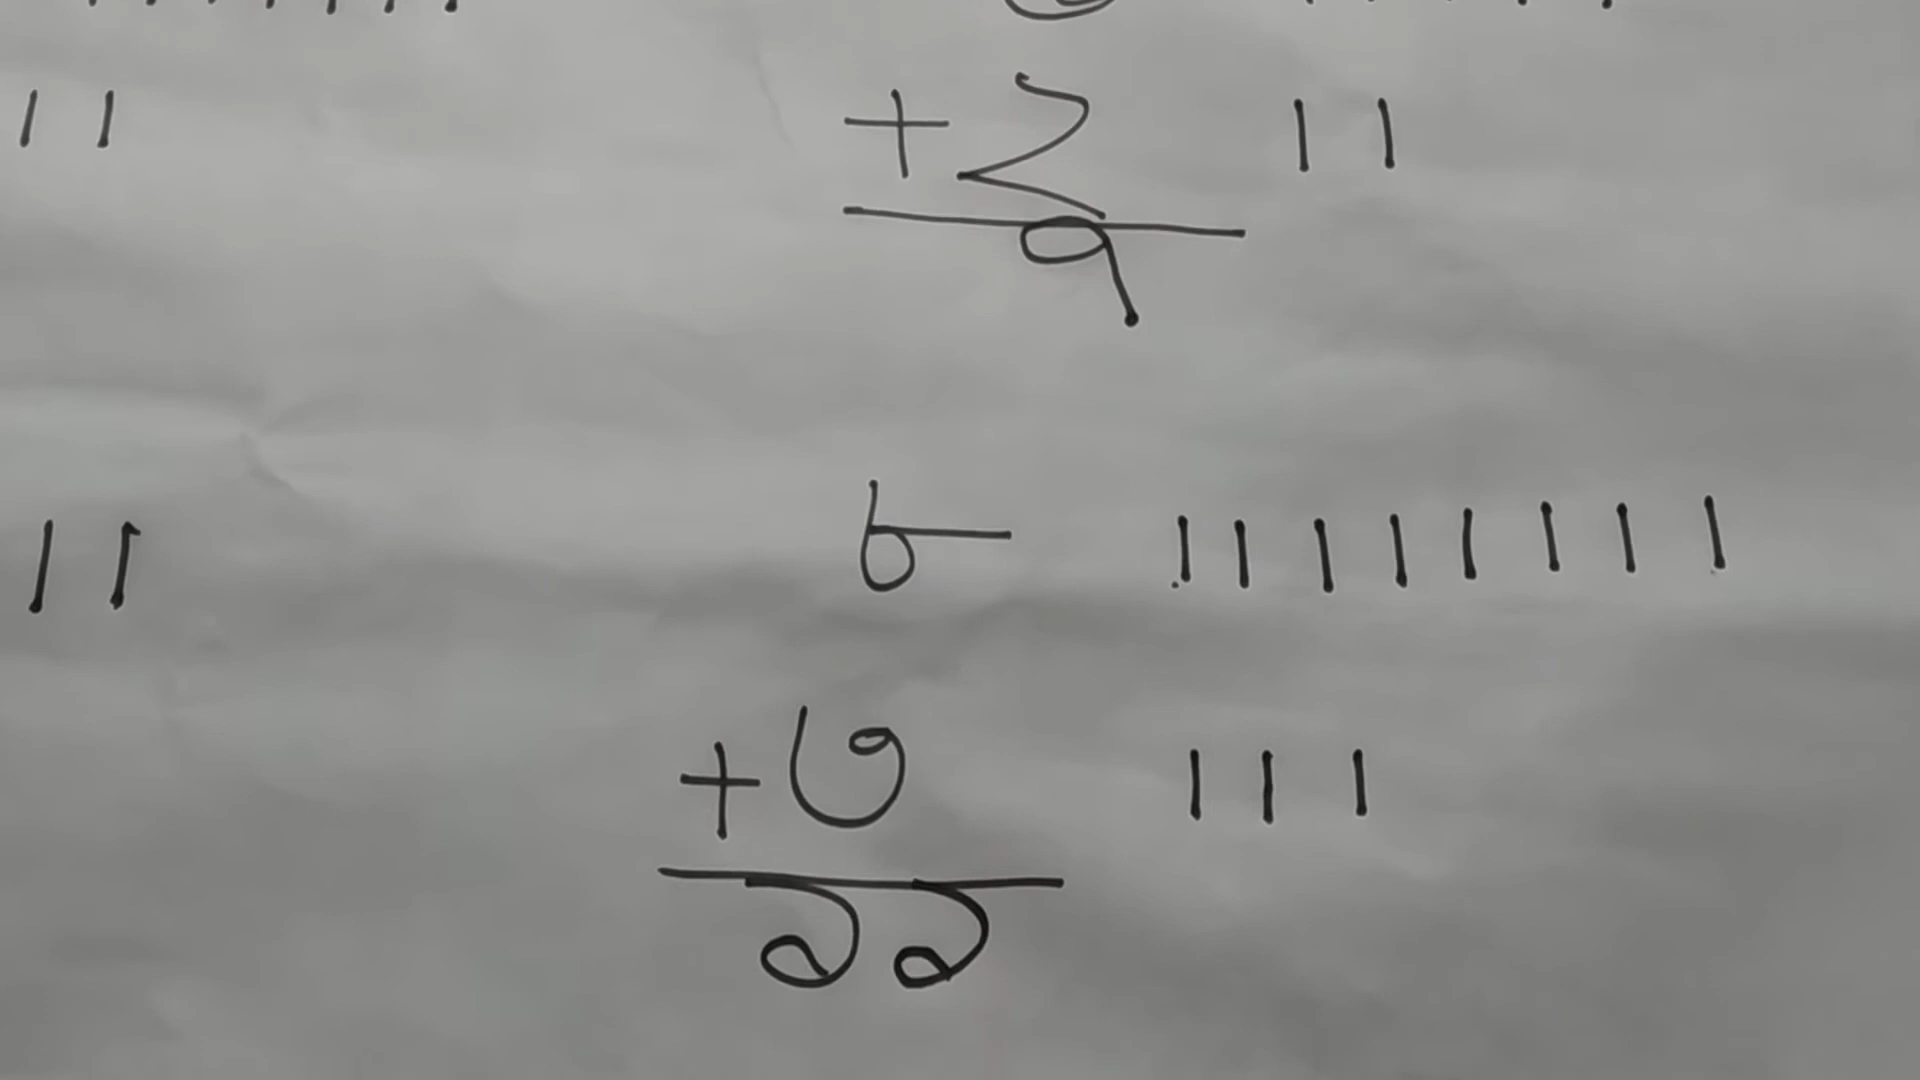 । । + ২ । ।
৭
। । ৮ । । । । । । । ।
+ ৩ । । ।
১১